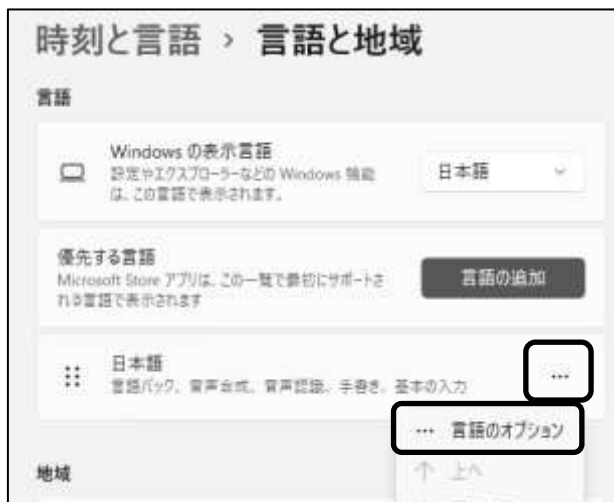 時刻と言語 › 言語と地域
言語
Windows の表示言語
設定やエクスプローラーなどの Windows 機能
は、この言語で表示されます。
日本語
優先する言語
Microsoft Store アプリは、この一覧で最初にサポートさ
れる言語で表示されます
言語の追加
日本語
言語パック、音声合成、音声認識、手書き、基本の入力
...
... 言語のオプション
↑ 上へ
地域